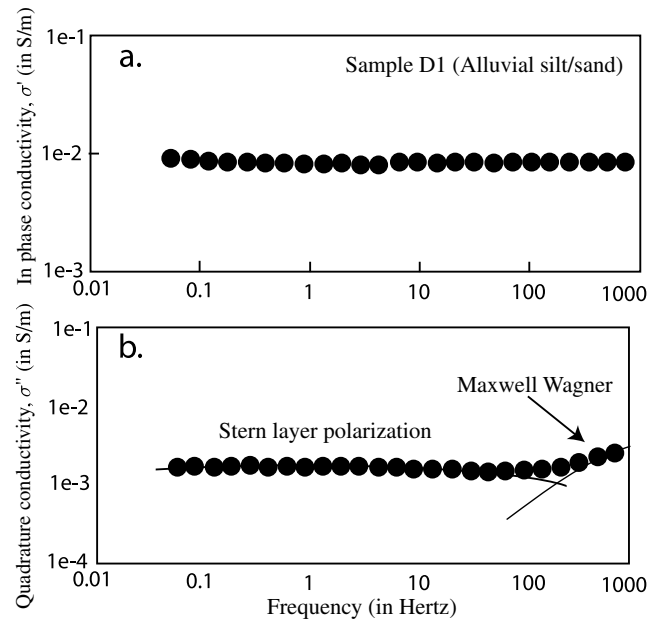 a.
Sample D1 (Alluvial silt/sand)
In phase conductivity, σ' (in S/m)
1e-1
1e-2
1e-3
0.01
0.1
1
10
100
1000
b.
Maxwell Wagner
Stern layer polarization
Quadrature conductivity, σ" (in S/m)
1e-1
1e-2
1e-3
1e-4
0.01
0.1
1
10
100
1000
Frequency (in Hertz)